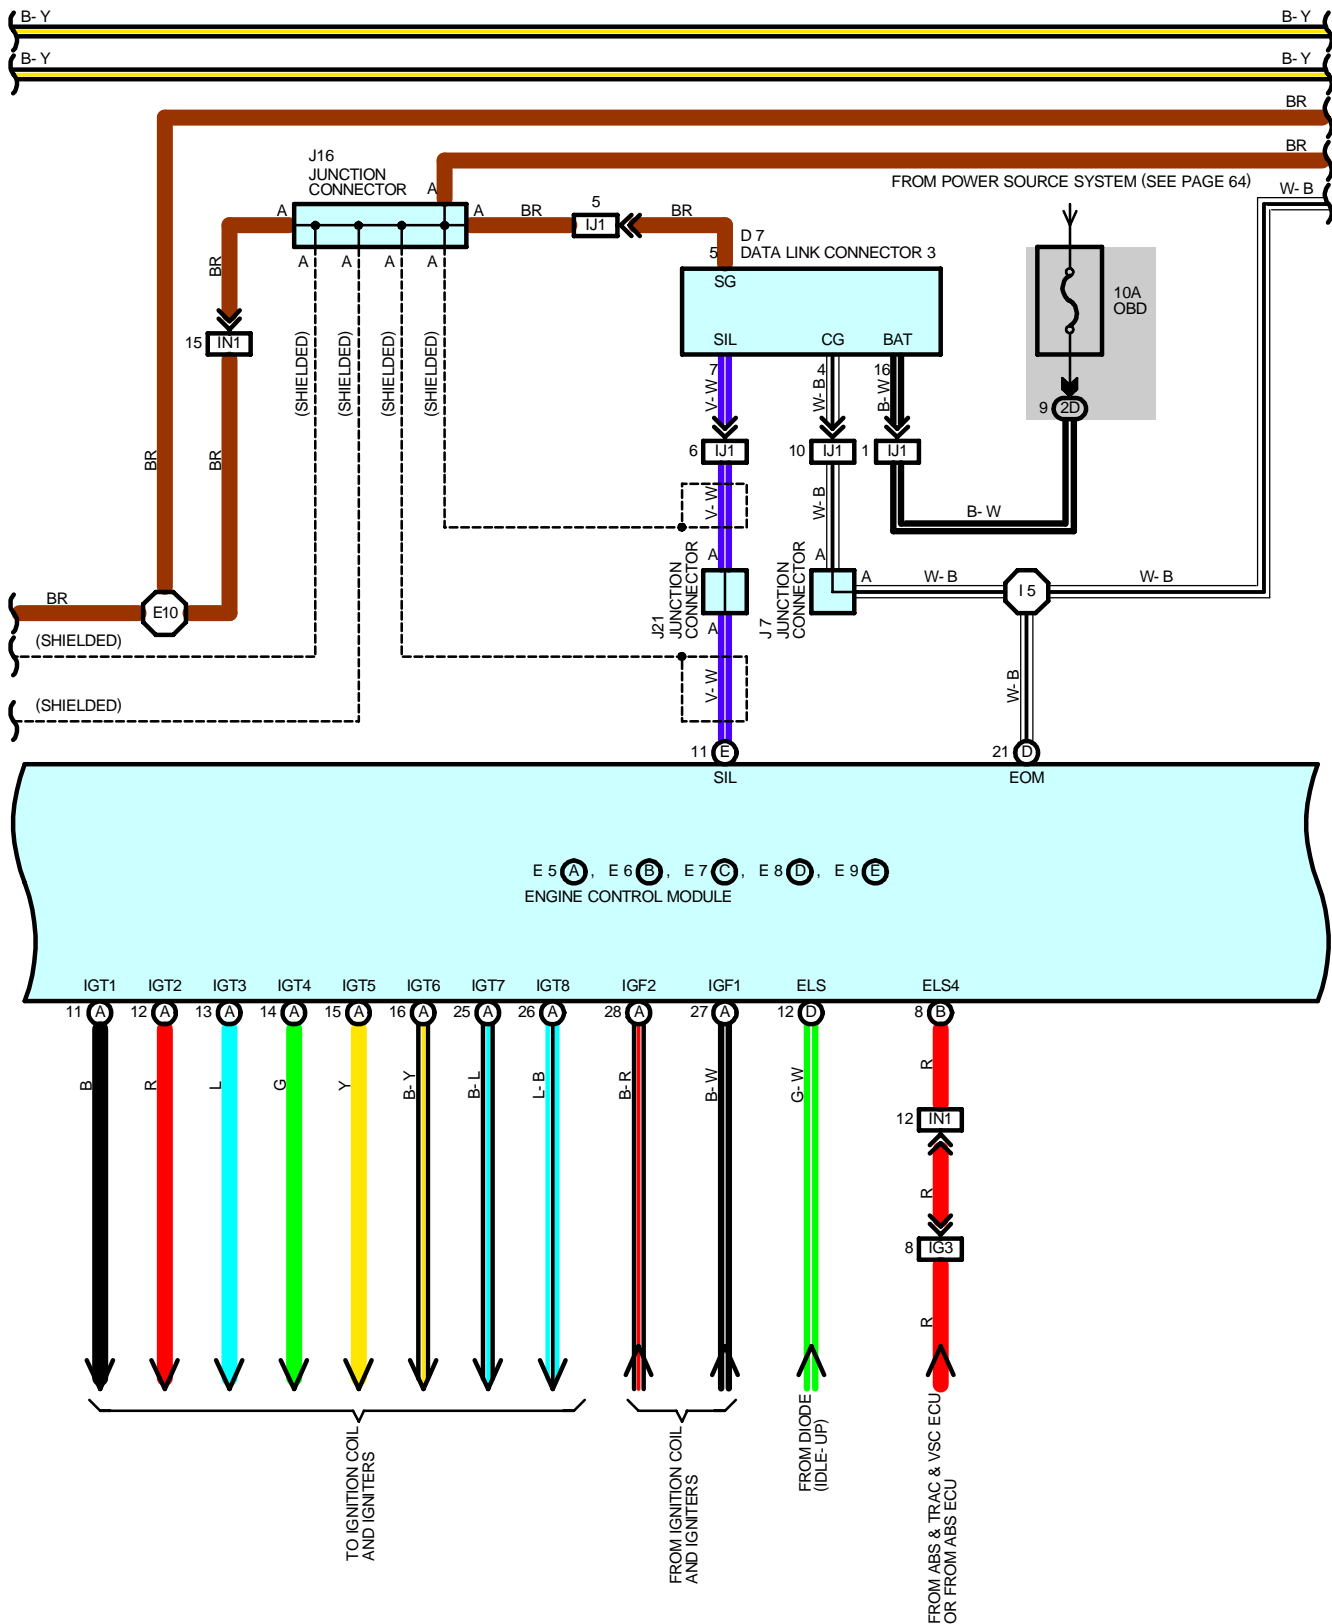 B-Y
B-Y
B-Y
B-Y
BR
BR
J16
JUNCTION
CONNECTOR
A
FROM POWER SOURCE SYSTEM (SEE PAGE 64)
W-B
A
A
BR
5
IJ1
BR
D 7
5
DATA LINK CONNECTOR 3
A
A
A
A
BR
SG
10A
OBD
(SHIELDED)
(SHIELDED)
(SHIELDED)
(SHIELDED)
15
IN1
SIL
CG
BAT
7
4
16
V-W
W-B
B-W
9
2D
6
IJ1
10
IJ1
1
IJ1
BR
BR
V-W
W-B
B-W
A
A
J21
JUNCTION
CONNECTOR
J 7
JUNCTION
CONNECTOR
A
W-B
I 5
W-B
BR
E10
A
(SHIELDED)
V-W
W-B
(SHIELDED)
11
E
21
D
SIL
EOM
E 5 A , E 6 B , E 7 C , E 8 D , E 9 E
ENGINE CONTROL MODULE
IGT1
IGT2
IGT3
IGT4
IGT5
IGT6
IGT7
IGT8
IGF2
IGF1
ELS
ELS4
11 A
12 A
13 A
14 A
15 A
16 A
25 A
26 A
28 A
27 A
12 D
8 B
B
R
L
G
Y
B-Y
B-L
L-B
B-R
B-W
G-W
R
12
IN1
R
8
IG3
R
TO IGNITION COIL
AND IGNITERS
FROM IGNITION COIL
AND IGNITERS
FROM DIODE
(IDLE-UP)
FROM ABS & TRAC & VSC ECU
OR FROM ABS ECU